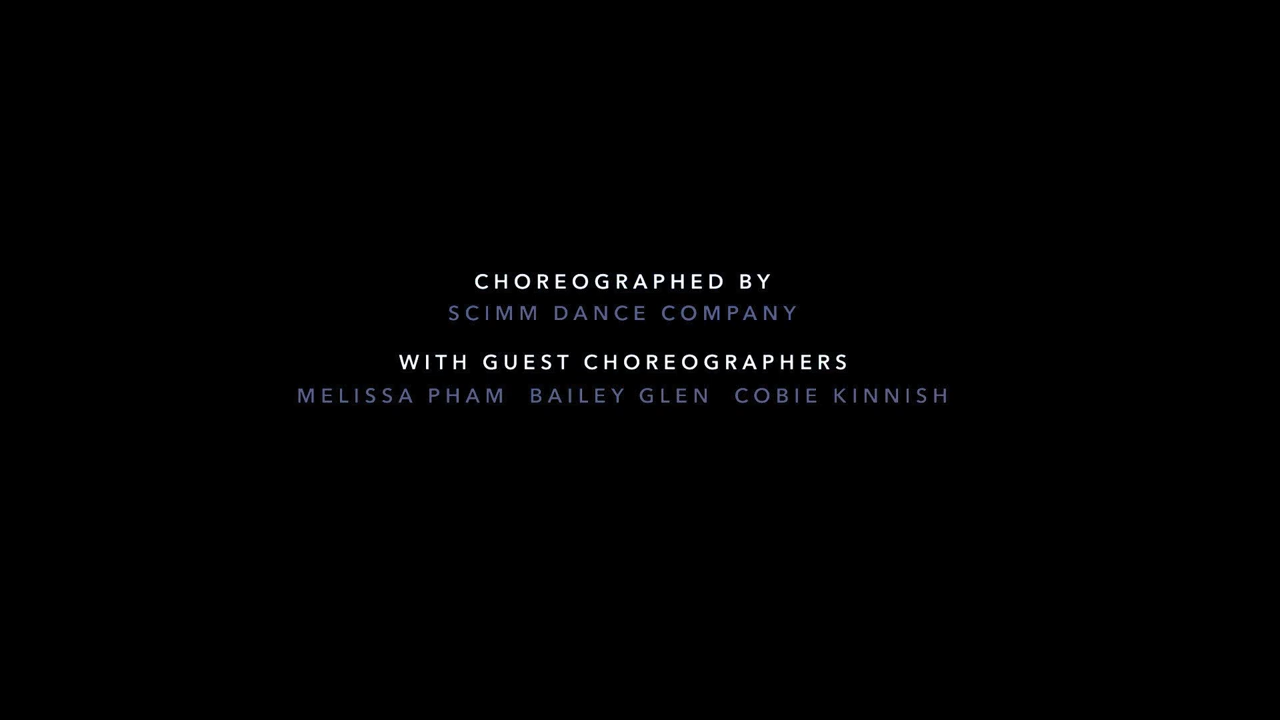 CHOREOGRAPHED BY
SCIMM DANCE COMPANY
WITH GUEST CHOREOGRAPHERS
MELISSA PHAM BAILEY GLEN COBIE KINNISH